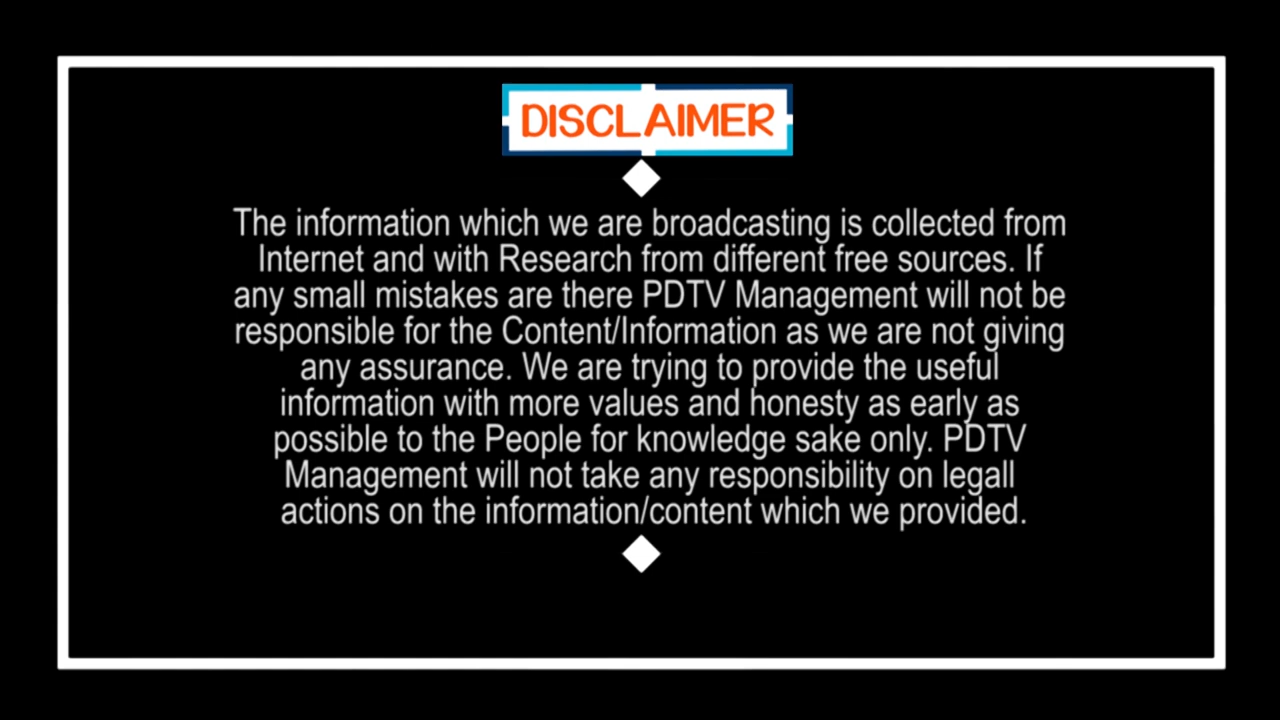 DISCLAIMER
The information which we are broadcasting is collected from
Internet and with Research from different free sources. If
any small mistakes are there PDTV Management will not be
responsible for the Content/Information as we are not giving
any assurance. We are trying to provide the useful
information with more values and honesty as early as
possible to the People for knowledge sake only. PDTV
Management will not take any responsibility on legall
actions on the information/content which we provided.